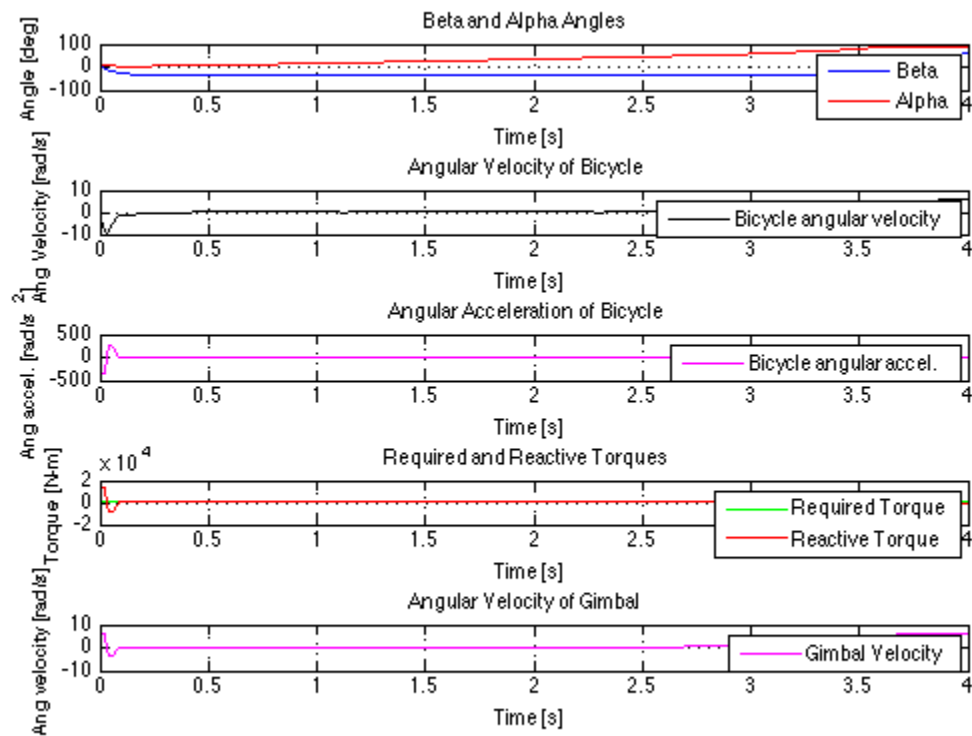 Beta and Alpha Angles
Angle [deg]
100
0
-100
0 0.5 1 1.5 2 2.5 3 3.5 4
Beta
Alpha
Time [s]
Angular Velocity of Bicycle
Ang Velocity [rad/s]
10
0
-10
0 0.5 1 1.5 2 2.5 3 3.5 4
Bicycle angular velocity
Time [s]
Angular Acceleration of Bicycle
Ang accel. [rad/s 2]
500
0
-500
0 0.5 1 1.5 2 2.5 3 3.5 4
Bicycle angular accel.
Time [s]
x 10 4
Required and Reactive Torques
Torque [N-m]
2
0
-2
0 0.5 1 1.5 2 2.5 3 3.5 4
Required Torque
Reactive Torque
Time [s]
Angular Velocity of Gimbal
Ang velocity [rad/s]
10
0
-10
0 0.5 1 1.5 2 2.5 3 3.5 4
Gimbal Velocity
Time [s]